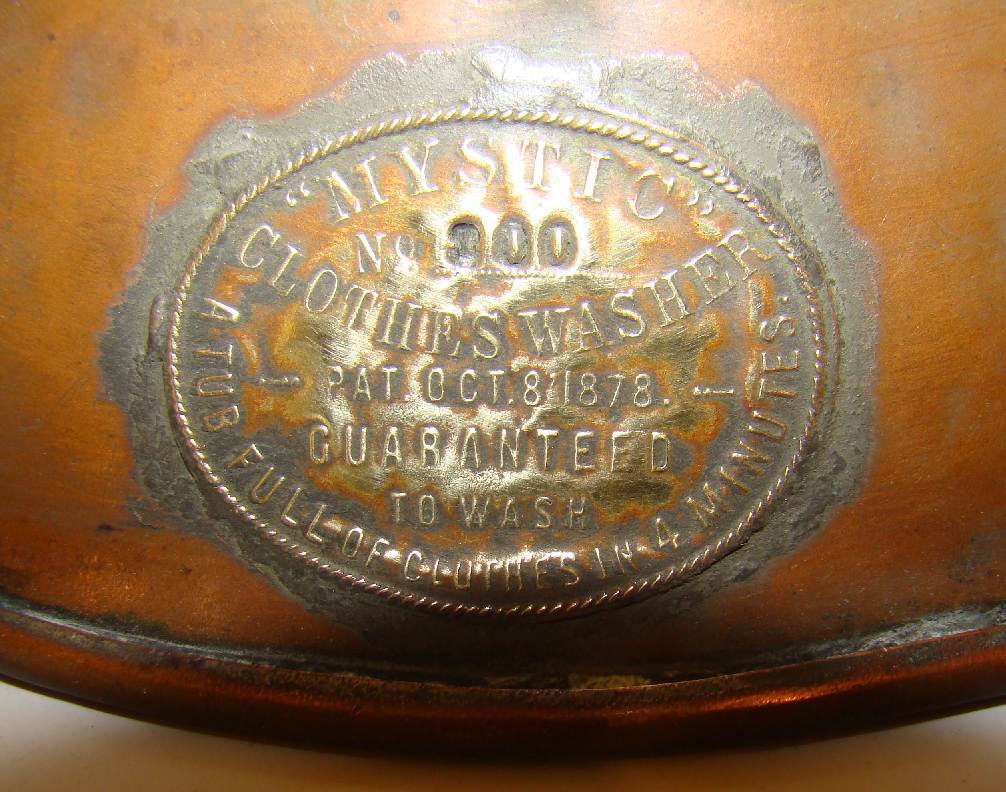 "MYSTIC"
No
CLOTHES WASHER
PAT. OCT. 8, 1878.
GUARANTEED
TO WASH
A TUB FULL OF CLOTHES IN 4 MINUTES.